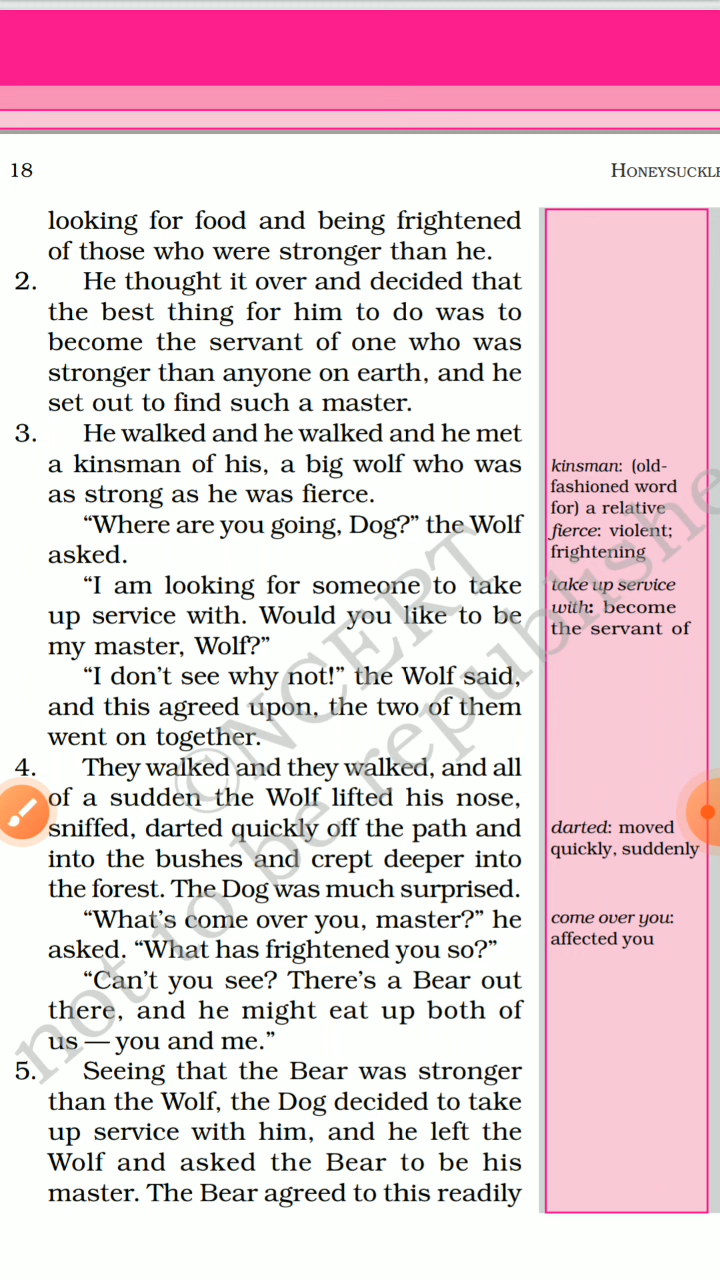 18
HONEYSUCKLE
looking for food and being frightened
of those who were stronger than he.
2. He thought it over and decided that
the best thing for him to do was to
become the servant of one who was
stronger than anyone on earth, and he
set out to find such a master.
3. He walked and he walked and he met
a kinsman of his, a big wolf who was
as strong as he was fierce.
“Where are you going, Dog?” the Wolf
asked.
“I am looking for someone to take
up service with. Would you like to be
my master, Wolf?”
“I don’t see why not!” the Wolf said,
and this agreed upon, the two of them
went on together.
4. They walked and they walked, and all
of a sudden the Wolf lifted his nose,
sniffed, darted quickly off the path and
into the bushes and crept deeper into
the forest. The Dog was much surprised.
“What’s come over you, master?” he
asked. “What has frightened you so?”
“Can’t you see? There’s a Bear out
there, and he might eat up both of
us — you and me.”
5. Seeing that the Bear was stronger
than the Wolf, the Dog decided to take
up service with him, and he left the
Wolf and asked the Bear to be his
master. The Bear agreed to this readily
kinsman: (old-
fashioned word
for) a relative
fierce: violent;
frightening
take up service
with: become
the servant of
darted: moved
quickly, suddenly
come over you:
affected you
©NCERT
not to be republishe